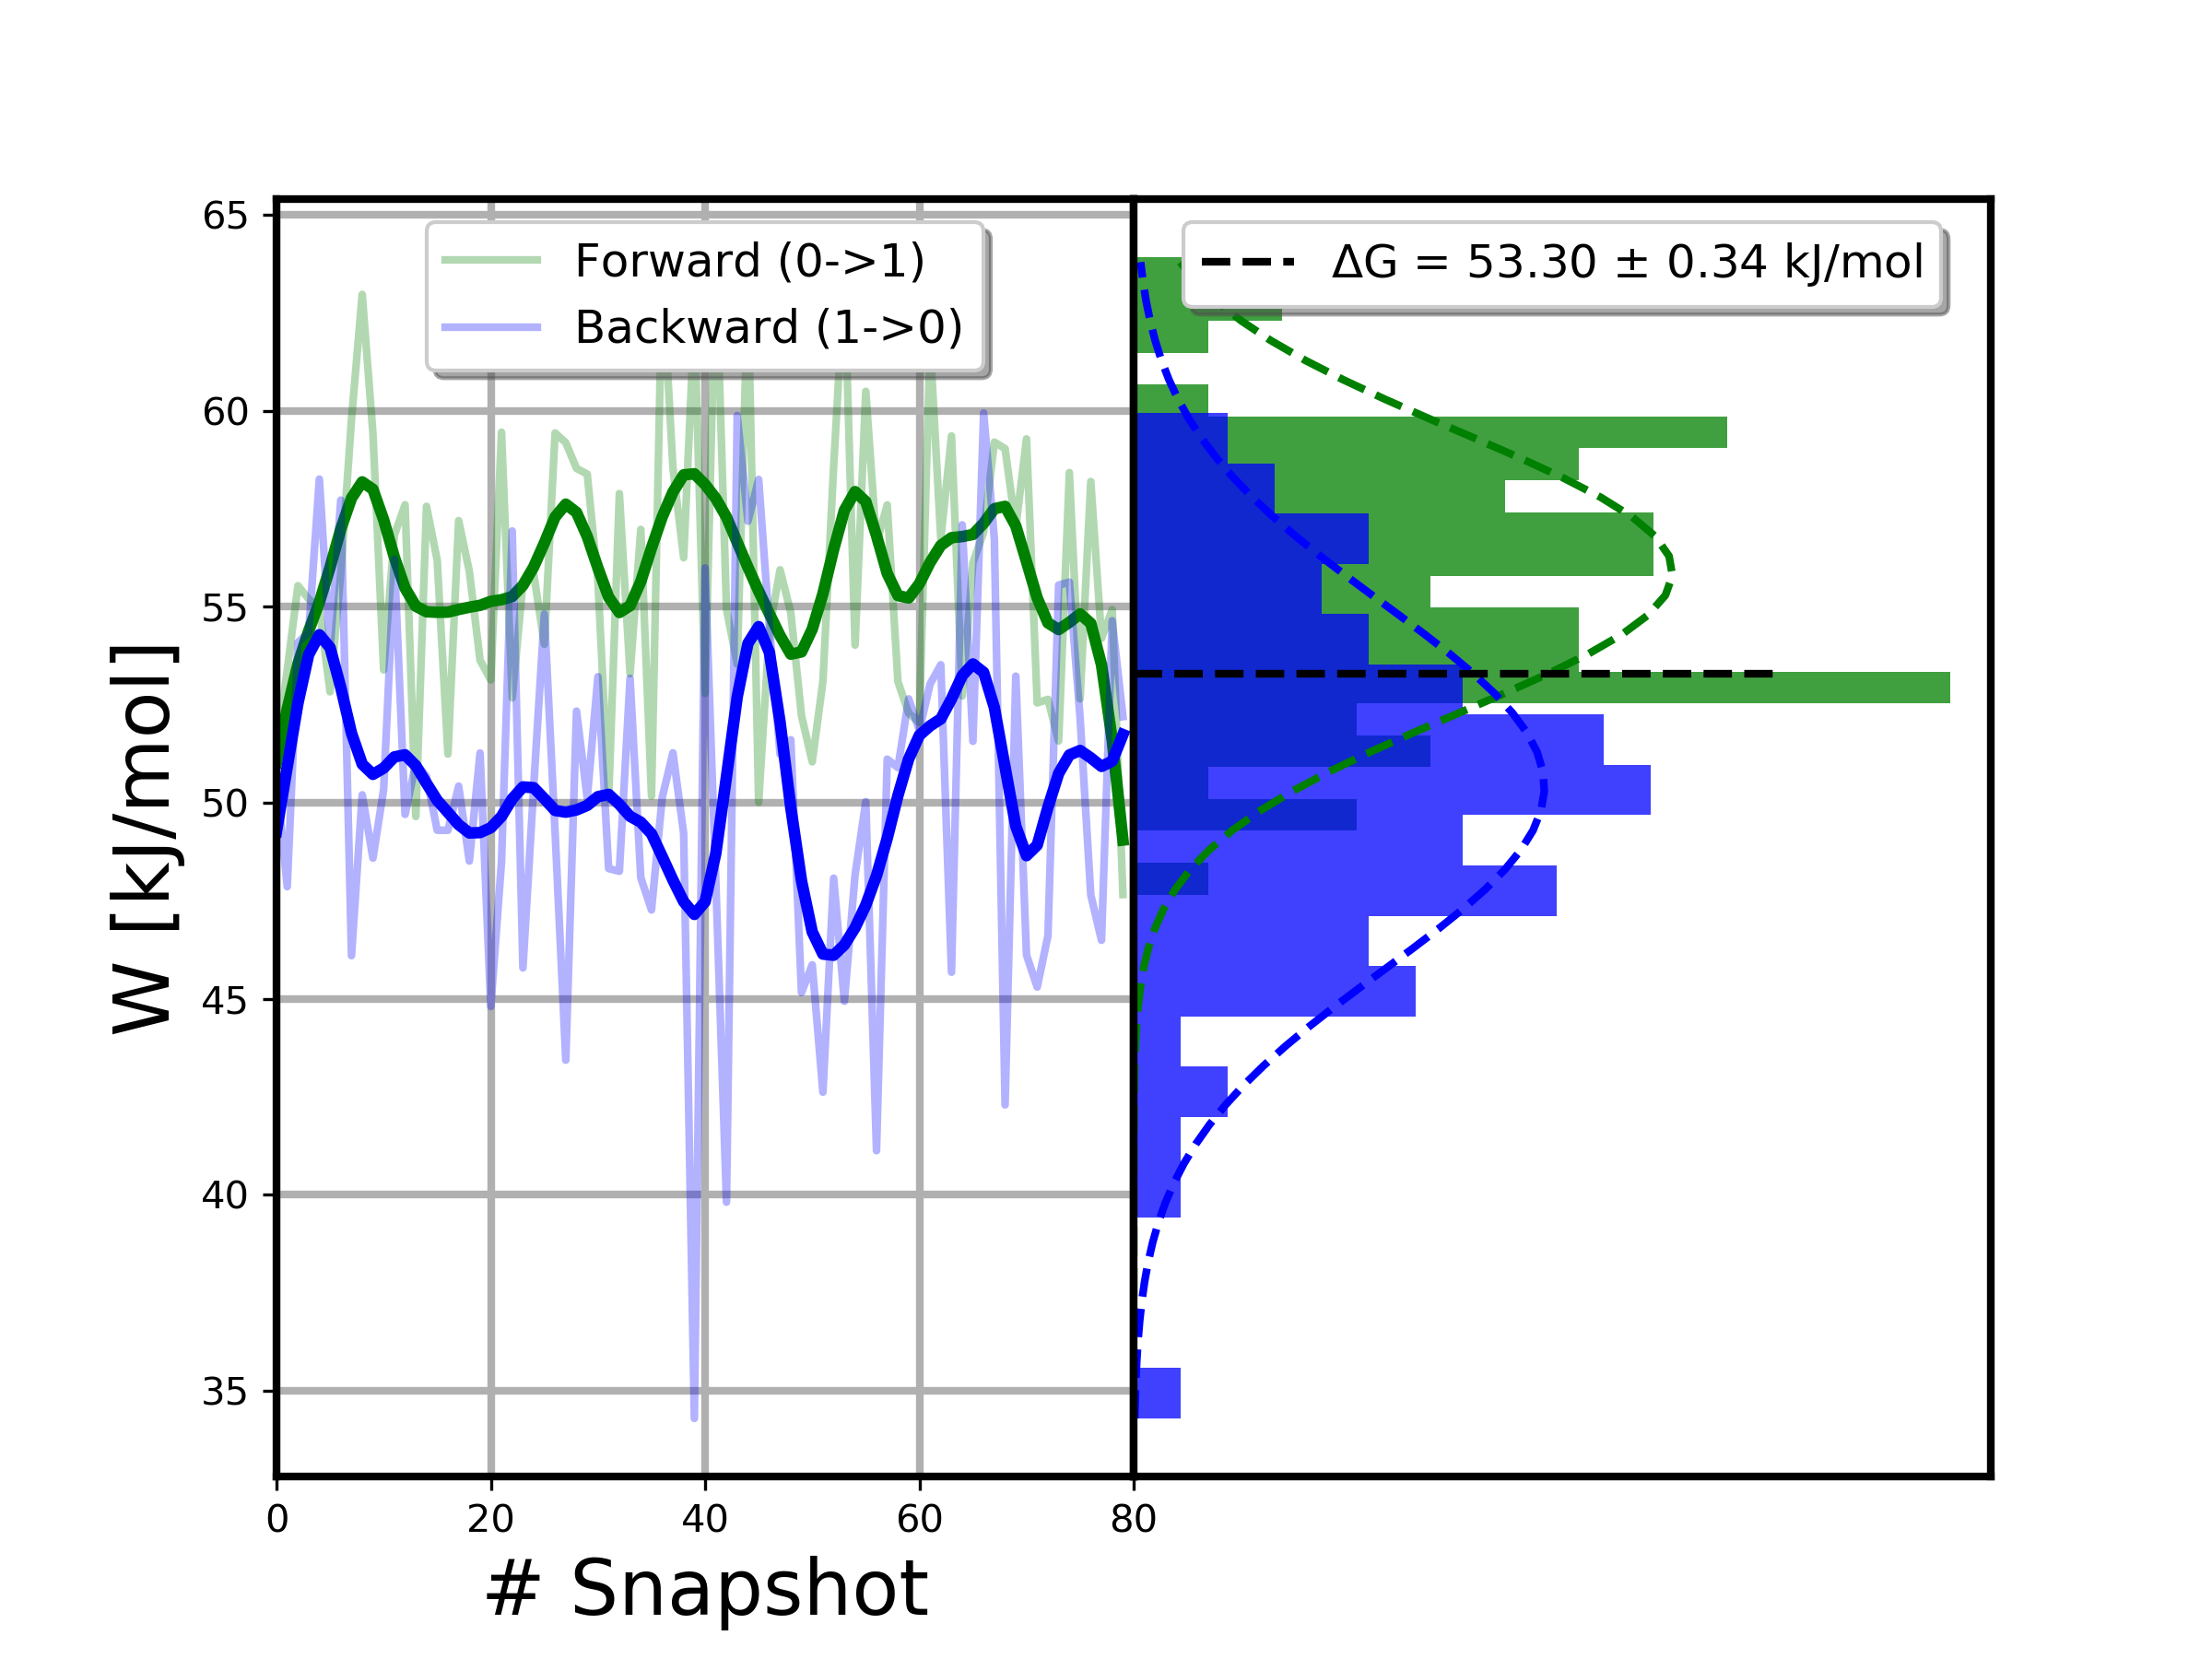 65
60
55
50
45
40
35
W [kJ/mol]
Forward (0->1)
Backward (1->0)
ΔG = 53.30 ± 0.34 kJ/mol
0 20 40 60 80
# Snapshot